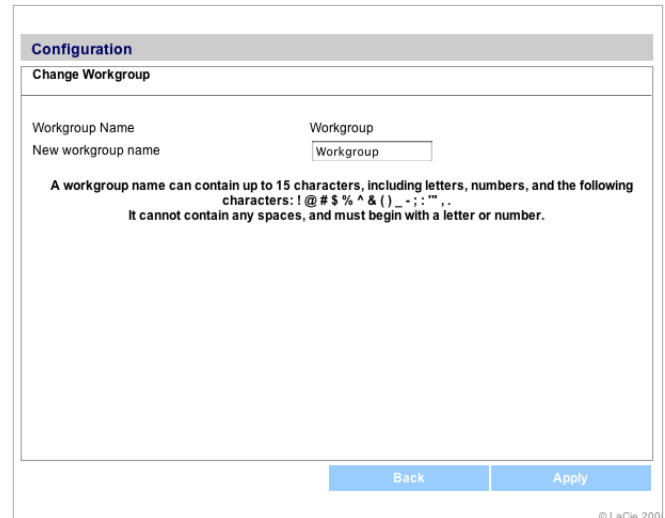 Configuration
Change Workgroup
Workgroup Name Workgroup
New workgroup name Workgroup
A workgroup name can contain up to 15 characters, including letters, numbers, and the following
characters: ! @ # $ % ^ & ( ) _ - ; : '" , .
It cannot contain any spaces, and must begin with a letter or number.
Back Apply
© LaCie